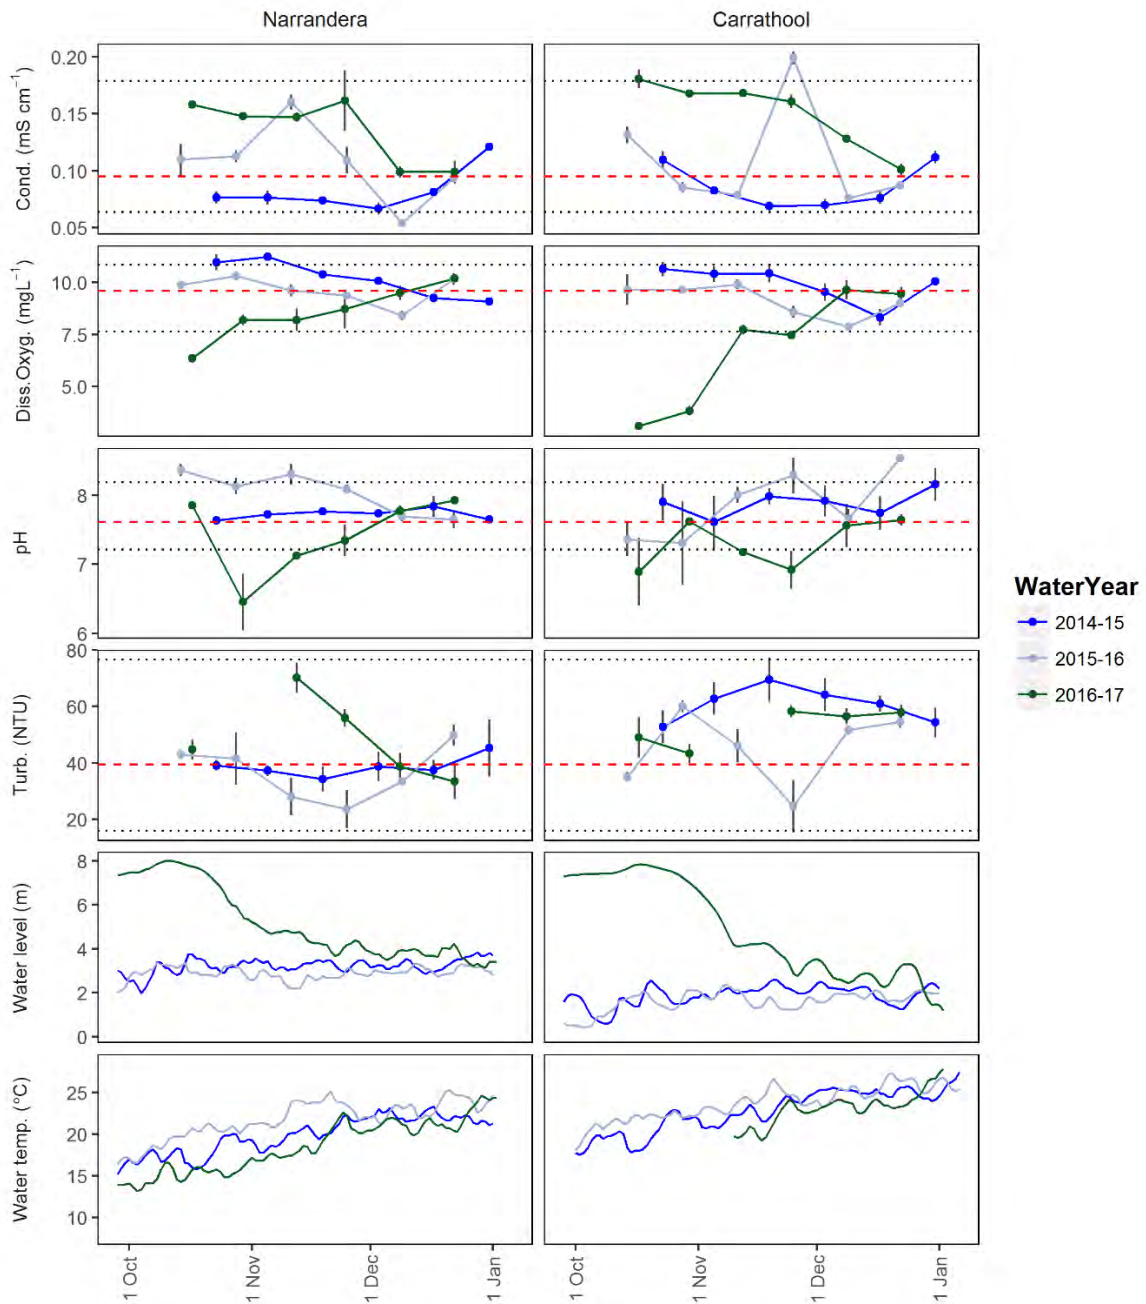 Narrandera Carrathool
Cond. (mS cm⁻¹)
0.20
0.15
0.10
0.05
Diss.Oxyg. (mgL⁻¹)
10.0
7.5
5.0
pH
8
7
6
Turb. (NTU)
80
60
40
20
Water level (m)
8
6
4
2
0
Water temp. (°C)
25
20
15
10
1 Oct 1 Nov 1 Dec 1 Jan 1 Oct 1 Nov 1 Dec 1 Jan
WaterYear
2014-15
2015-16
2016-17